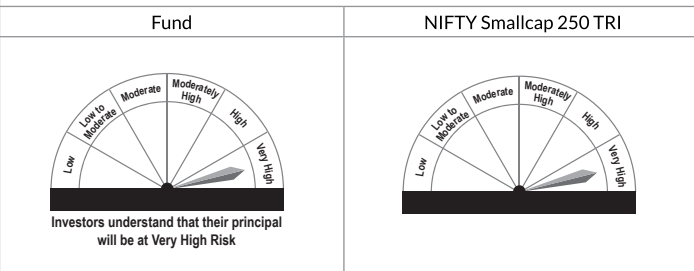 Fund
NIFTY Smallcap 250 TRI
Low
Low to
Moderate
Moderate
Moderately
High
High
Very High
Investors understand that their principal
will be at Very High Risk
Low
Low to
Moderate
Moderate
Moderately
High
High
Very High